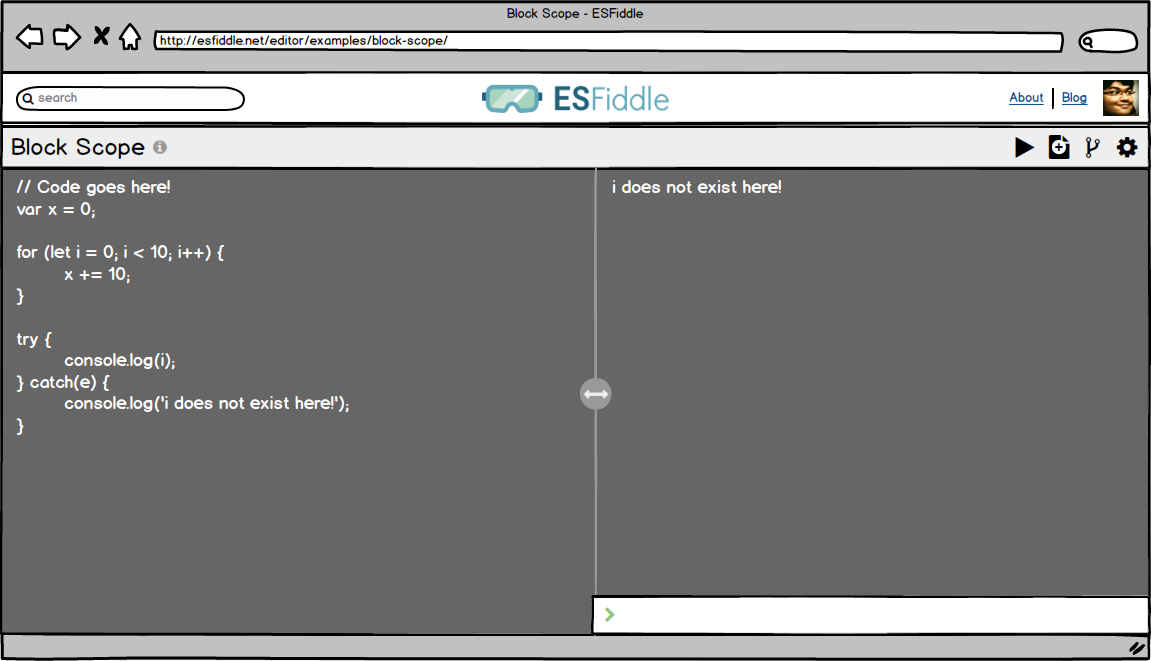 Block Scope - ESFiddle
http://esfiddle.net/editor/examples/block-scope/
search
ESFiddle
About
Blog
Block Scope
// Code goes here!
var x = 0;
for (let i = 0; i < 10; i++) {
x += 10;
}
try {
console.log(i);
} catch(e) {
console.log('i does not exist here!');
}
i does not exist here!
>